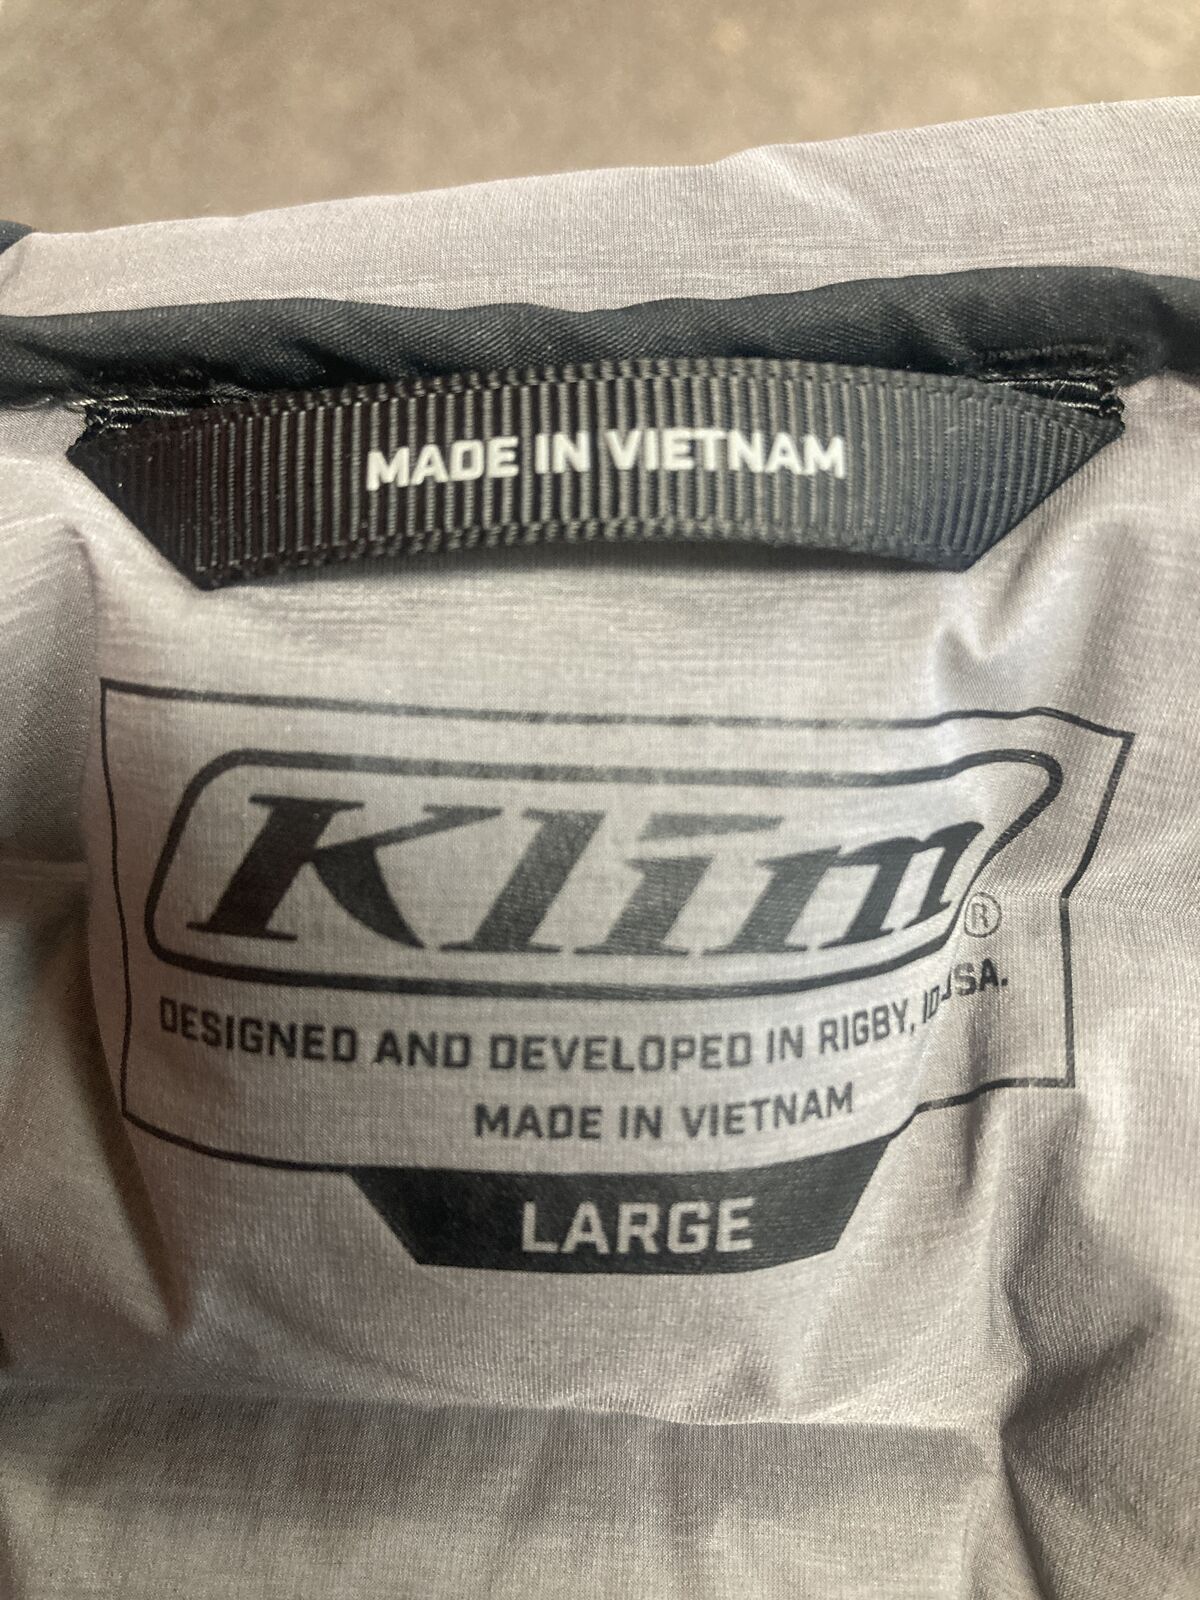 MADE IN VIETNAM
Klim®
DESIGNED AND DEVELOPED IN RIGBY, ID USA.
MADE IN VIETNAM
LARGE